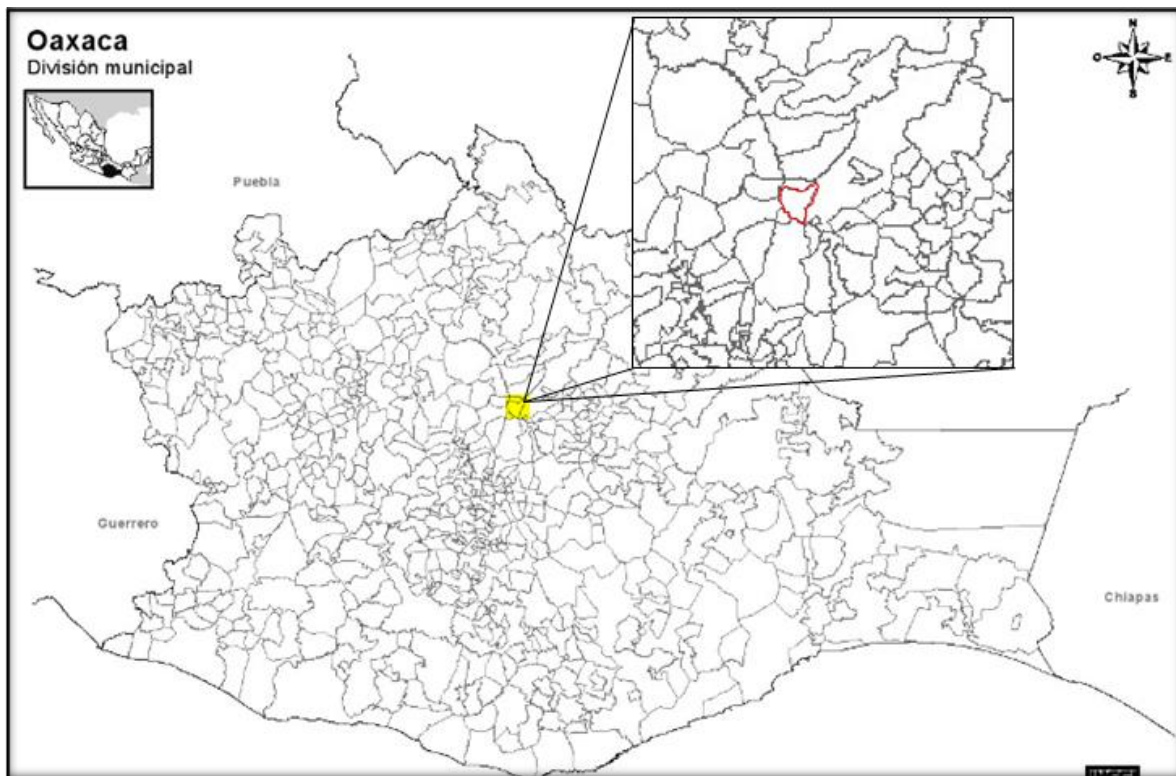 Oaxaca
División municipal
N
O
E
S
Puebla
Guerrero
Chiapas